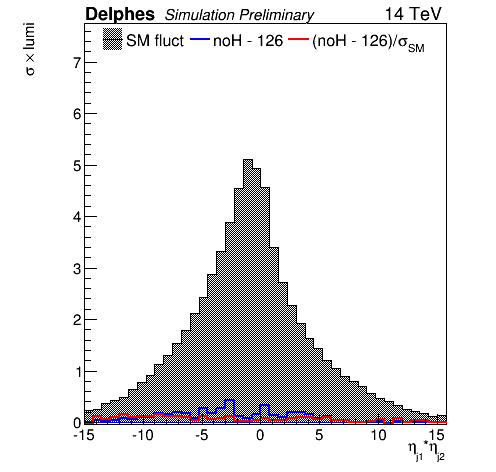 Delphes Simulation Preliminary 14 TeV
SM fluct noH - 126 (noH - 126)/σSM
σ × lumi
7
6
5
4
3
2
1
0
-15 -10 -5 0 5 10 15
ηj1*ηj2